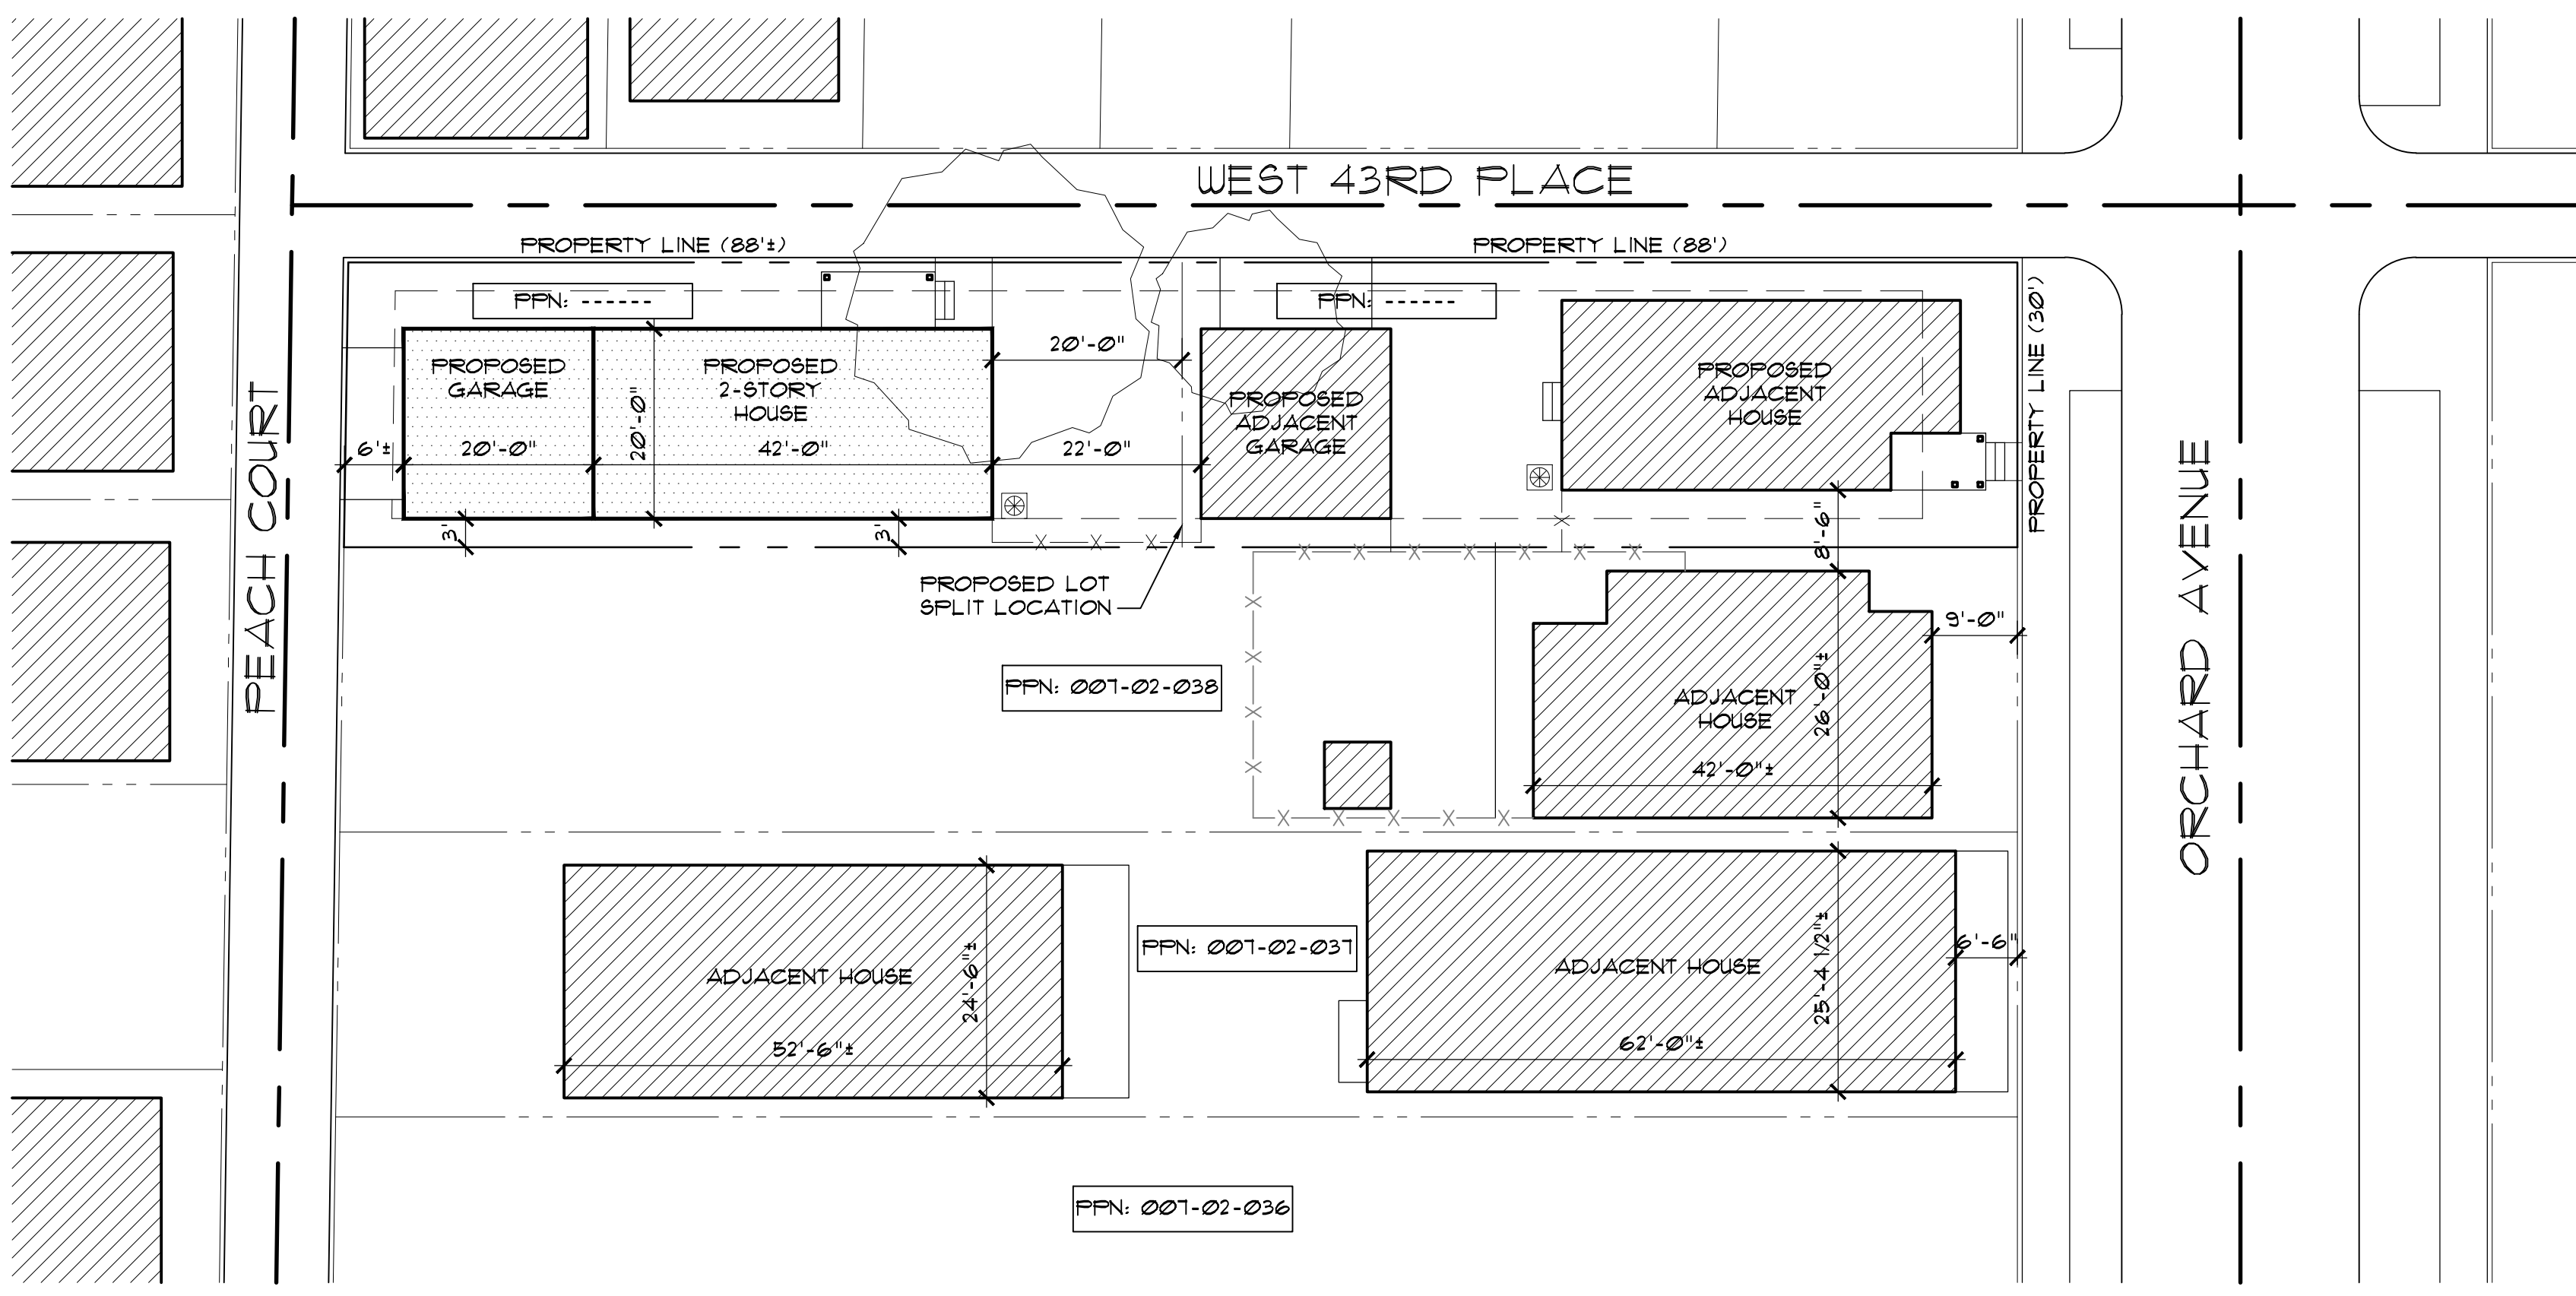 WEST 43RD PLACE
PROPERTY LINE (88'±)
PROPERTY LINE (88')
PPN: ------
PPN: ------
PROPERTY LINE (30')
PROPOSED
GARAGE
PROPOSED
2-STORY
HOUSE
20'-0"
20'-0"
PROPOSED
ADJACENT
GARAGE
PROPOSED
ADJACENT
HOUSE
6'±
20'-0"
42'-0"
22'-0"
3'
3'
8'-6"
PEACH COURT
ORCHARD AVENUE
PROPOSED LOT
SPLIT LOCATION
9'-0"
PPN: 007-02-038
ADJACENT
HOUSE
26'-0"±
42'-0"±
PPN: 007-02-037
ADJACENT HOUSE
24'-6"±
52'-6"±
ADJACENT HOUSE
25'-4 1/2"±
62'-0"±
6'-6"
PPN: 007-02-036